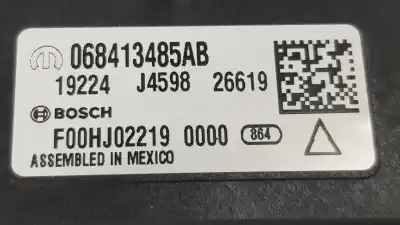 068413485AB
19224 J4598 26619
BOSCH
F00HJ02219 0000 864
ASSEMBLED IN MEXICO